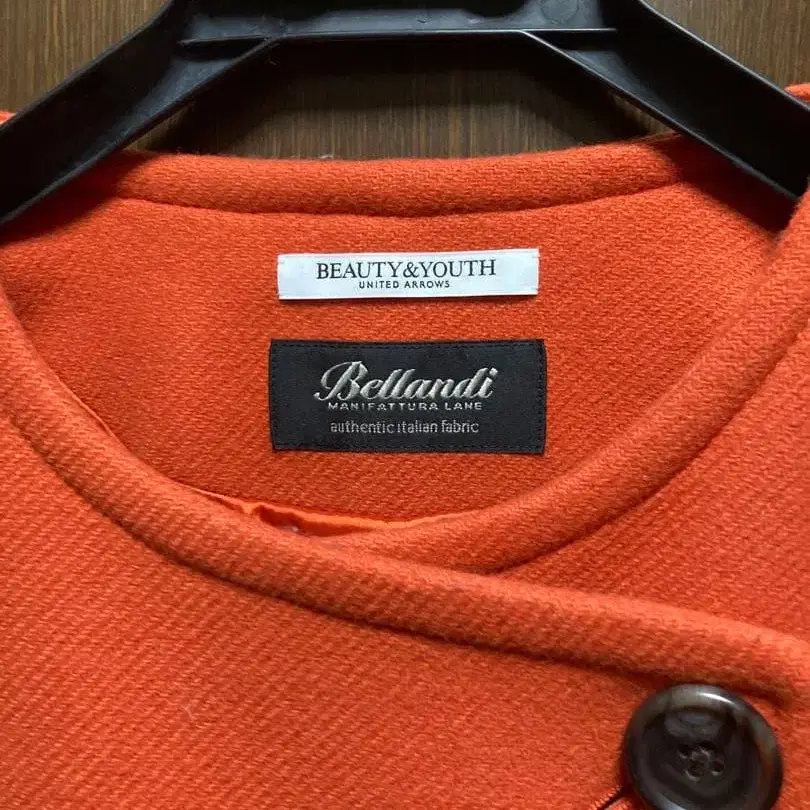 BEAUTY&YOUTH
UNITED ARROWS
Bellandi
MANIFATTURA LANE
authentic italian fabric